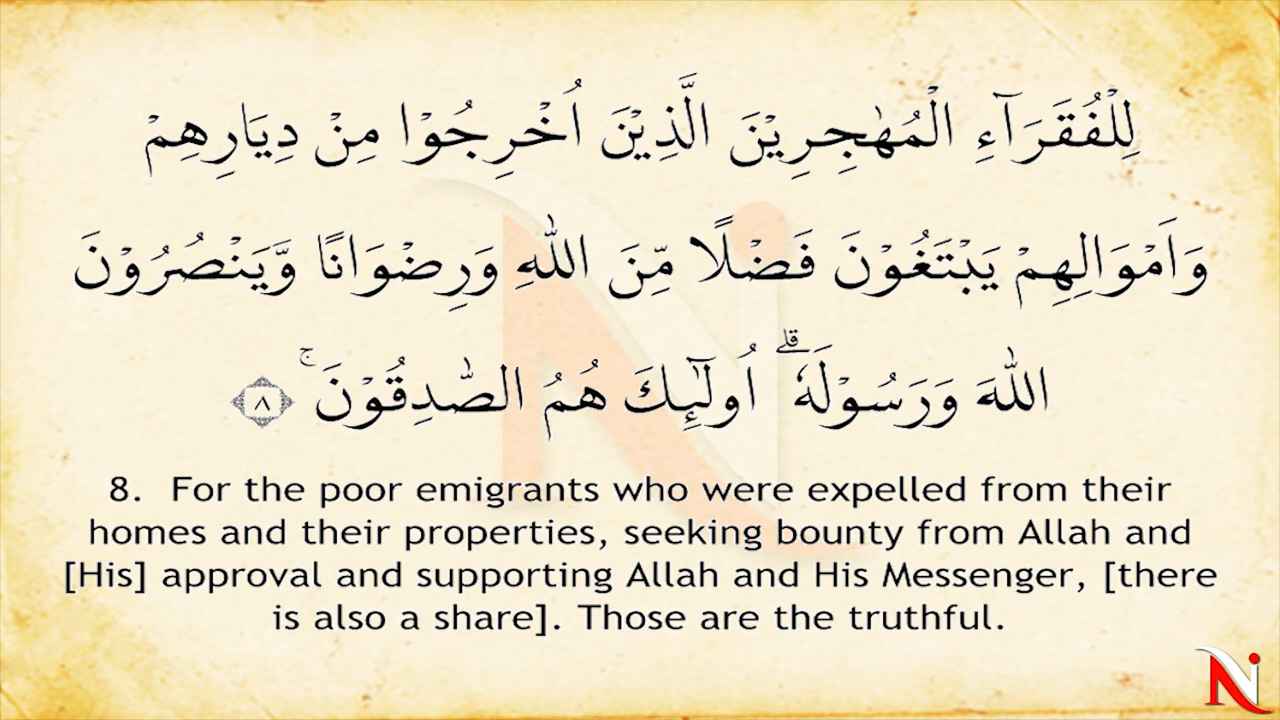 لِلْفُقَرَآءِ الْمُهٰجِرِيْنَ الَّذِيْنَ اُخْرِجُوْا مِنْ دِيَارِهِمْ
وَاَمْوَالِهِمْ يَبْتَغُوْنَ فَضْلًا مِّنَ اللّٰهِ وَرِضْوَانًا وَّيَنْصُرُوْنَ
اللّٰهَ وَرَسُوْلَهٗ ۗ اُولٰٓئِكَ هُمُ الصّٰدِقُوْنَ ۚ ۸
8. For the poor emigrants who were expelled from their
homes and their properties, seeking bounty from Allah and
[His] approval and supporting Allah and His Messenger, [there
is also a share]. Those are the truthful.